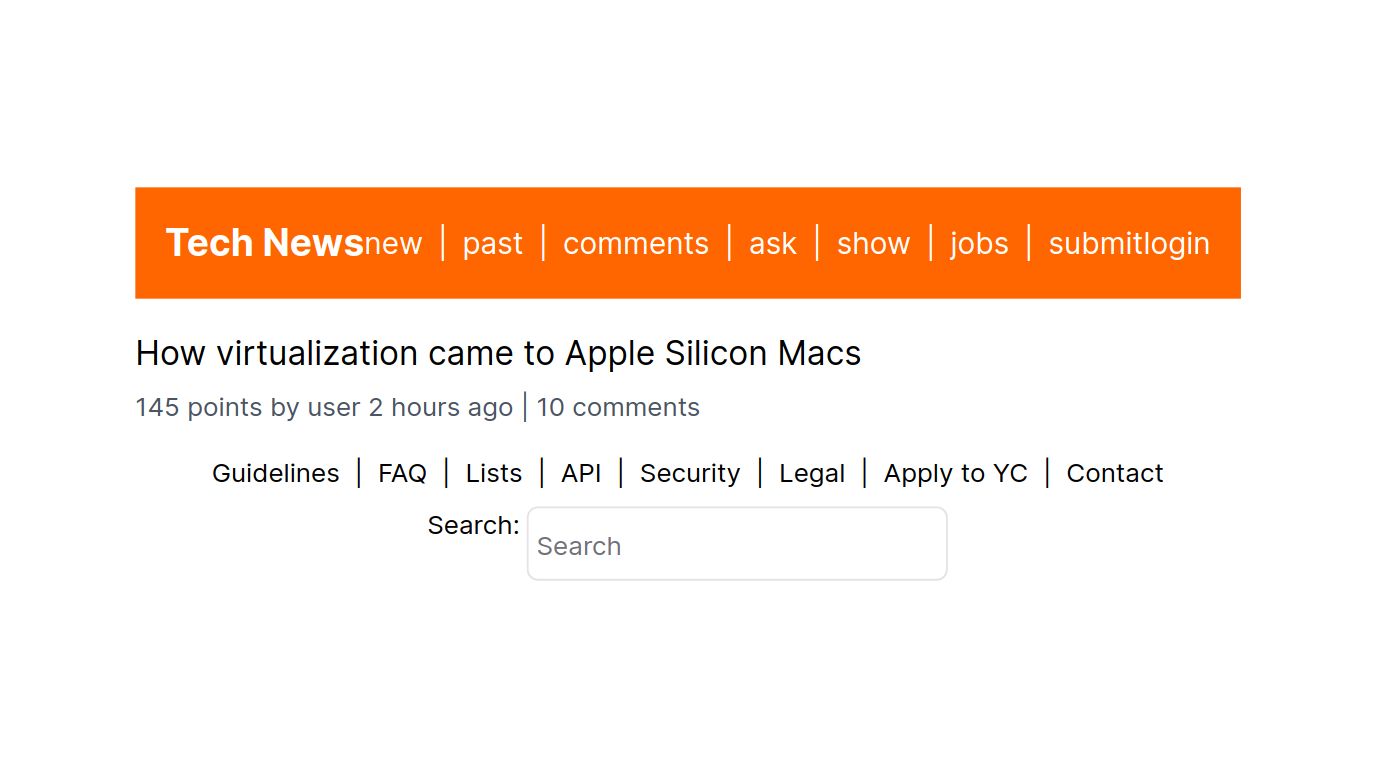 Tech Newsnew | past | comments | ask | show | jobs | submitlogin
How virtualization came to Apple Silicon Macs
145 points by user 2 hours ago | 10 comments
Guidelines | FAQ | Lists | API | Security | Legal | Apply to YC | Contact
Search: Search